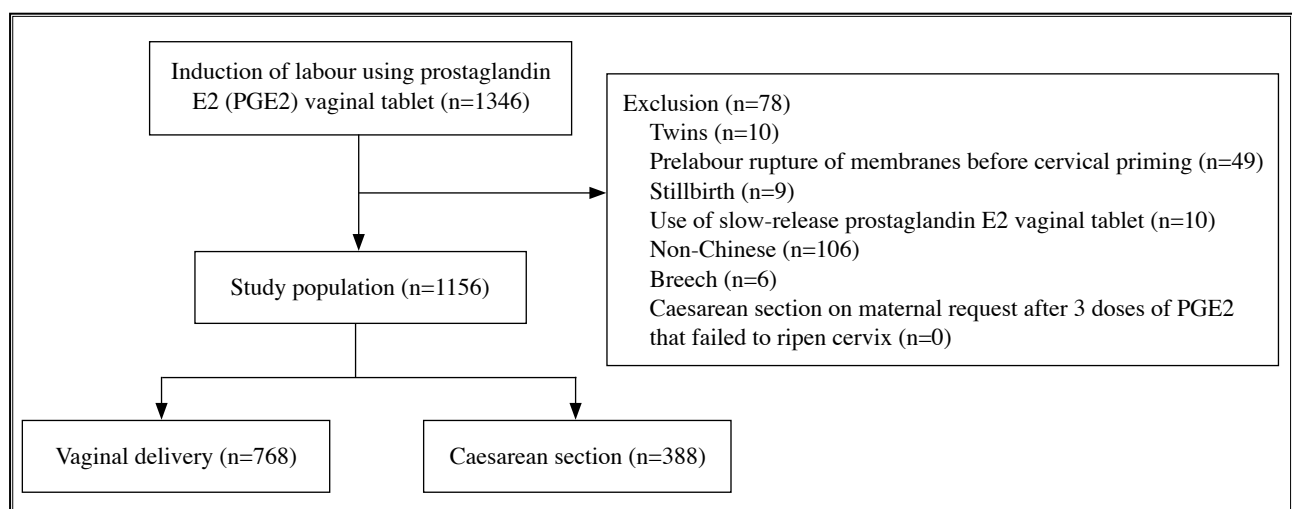 Induction of labour using prostaglandin
E2 (PGE2) vaginal tablet (n=1346)
Exclusion (n=78)
Twins (n=10)
Prelabour rupture of membranes before cervical priming (n=49)
Stillbirth (n=9)
Use of slow-release prostaglandin E2 vaginal tablet (n=10)
Non-Chinese (n=106)
Breech (n=6)
Caesarean section on maternal request after 3 doses of PGE2
that failed to ripen cervix (n=0)
Study population (n=1156)
Vaginal delivery (n=768)
Caesarean section (n=388)